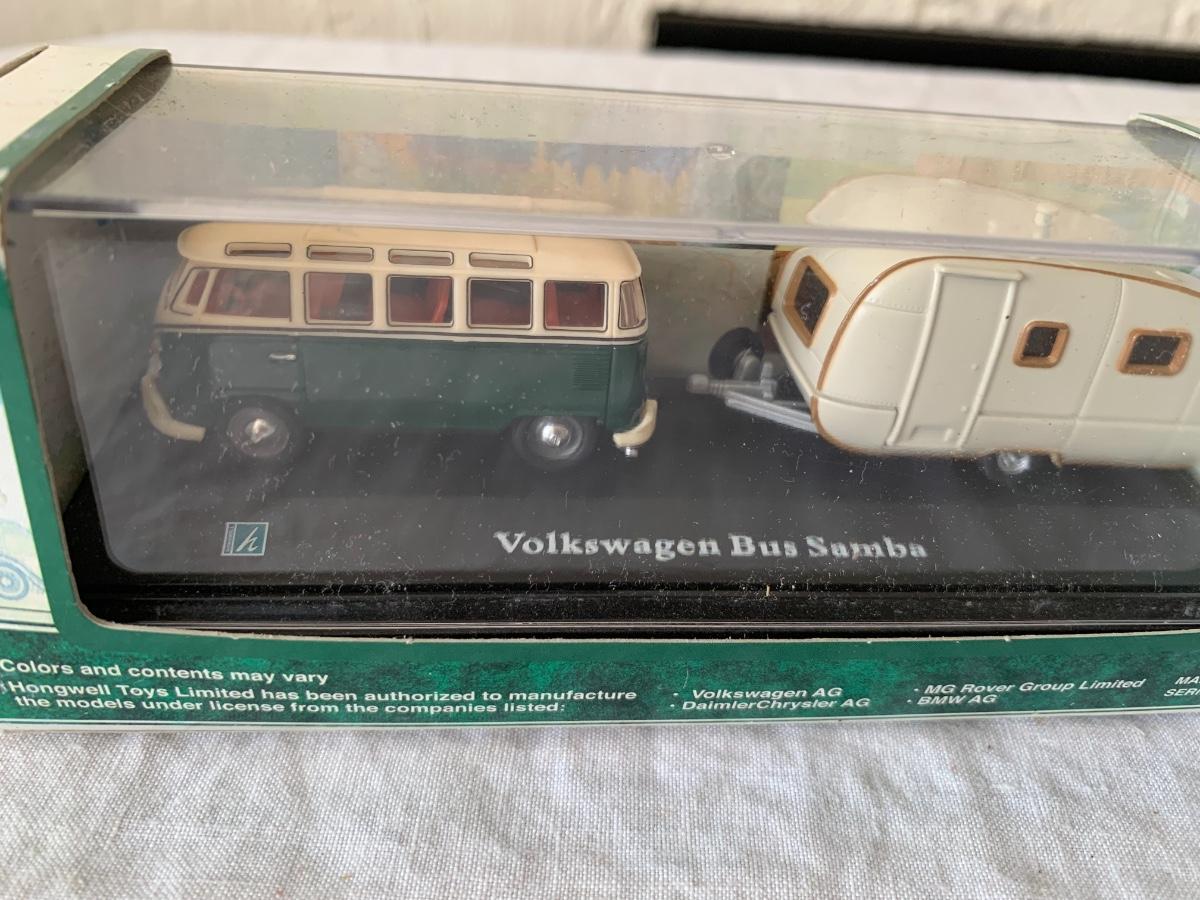 Volkswagen Bus Samba
Colors and contents may vary
Hongwell Toys Limited has been authorized to manufacture
the models under license from the companies listed:
· Volkswagen AG
· DaimlerChrysler AG
· MG Rover Group Limited
· BMW AG